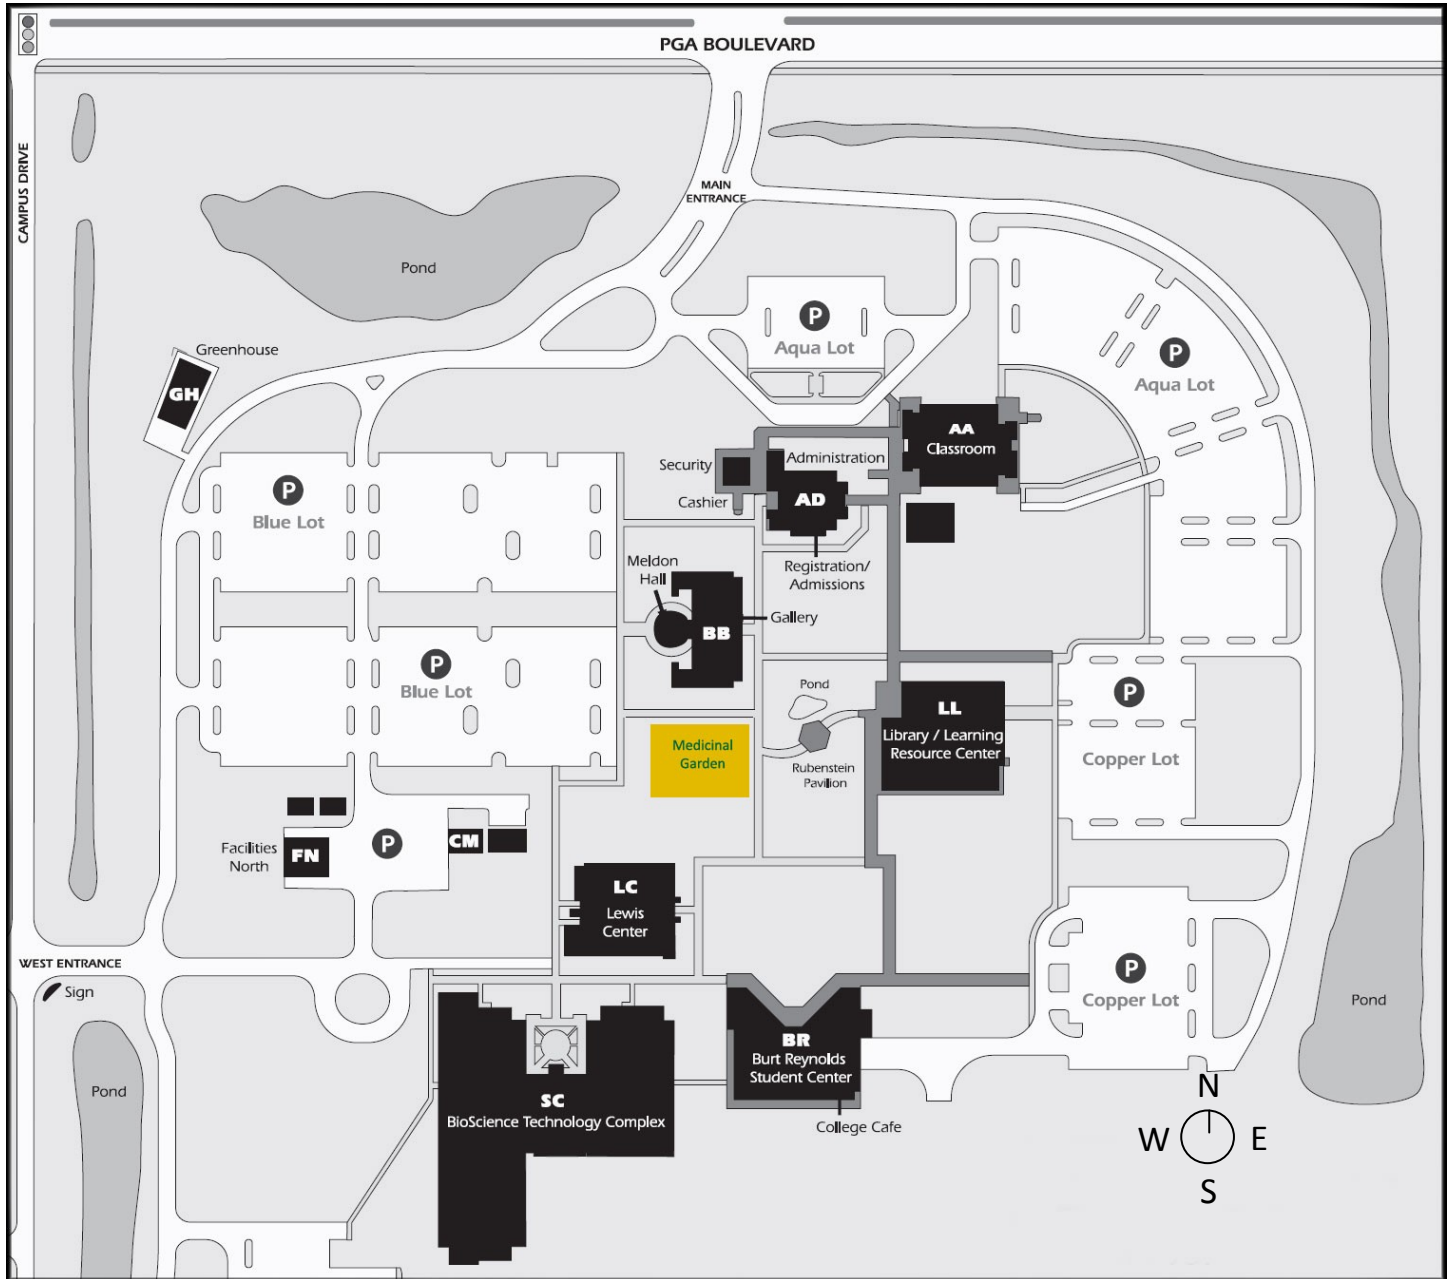 PGA BOULEVARD
CAMPUS DRIVE
MAIN
ENTRANCE
Pond
P
Aqua Lot
P
Aqua Lot
Greenhouse
GH
AA
Classroom
Security
Administration
Cashier
AD
P
Blue Lot
Registration/
Admissions
Meldon
Hall
Gallery
BB
P
Blue Lot
Pond
P
Copper Lot
LL
Library / Learning
Resource Center
Medicinal
Garden
Rubenstein
Pavilion
Facilities
North
FN
P
CM
LC
Lewis
Center
WEST ENTRANCE
Sign
P
Copper Lot
Pond
BR
Burt Reynolds
Student Center
College Cafe
SC
BioScience Technology Complex
Pond
N
W E
S